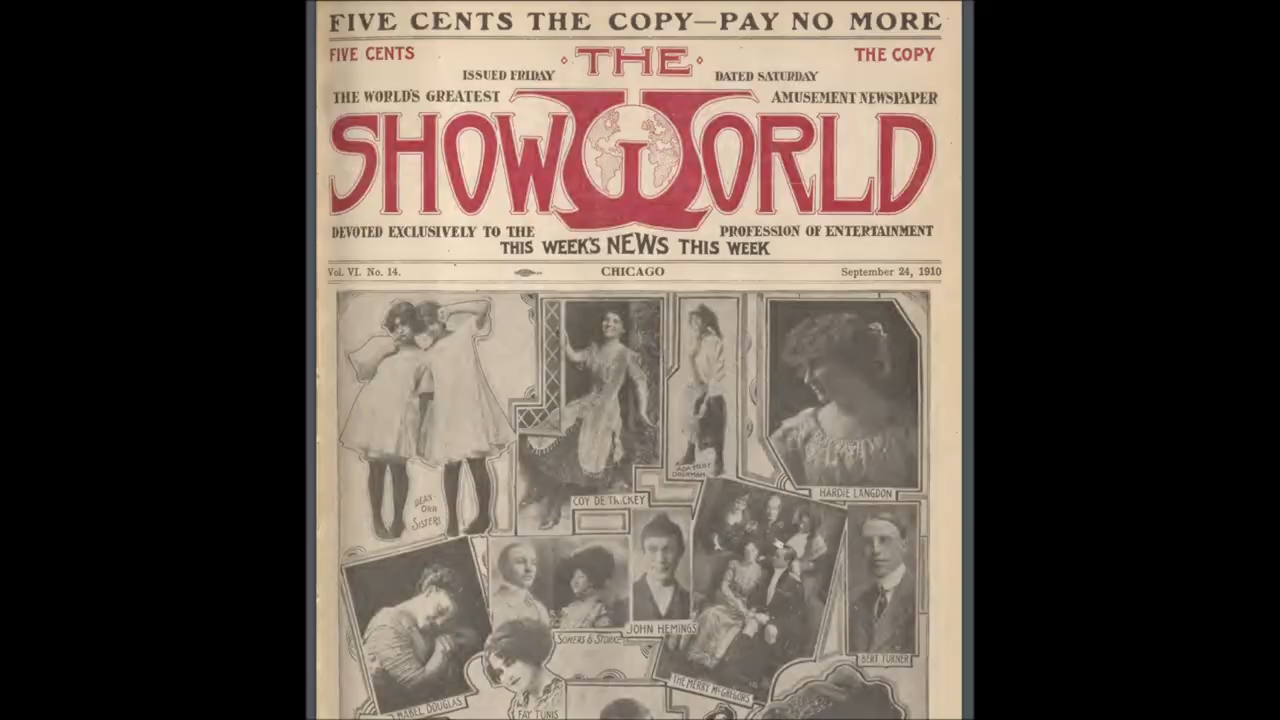 FIVE CENTS THE COPY—PAY NO MORE
FIVE CENTS THE THE COPY
ISSUED FRIDAY DATED SATURDAY
THE WORLD'S GREATEST AMUSEMENT NEWSPAPER
SHOW WORLD
DEVOTED EXCLUSIVELY TO THE PROFESSION OF ENTERTAINMENT
THIS WEEK'S NEWS THIS WEEK
Vol. VI. No. 14. CHICAGO September 24, 1910
DEAN
ORR
SISTERS
COY DE TRICKEY
HARDIE LANGDON
SOMERS & STORKE
JOHN HEMINGS
BERT TURNER
THE MERRY McGREGORS
MABEL DOUGLAS
FAY TUNIS